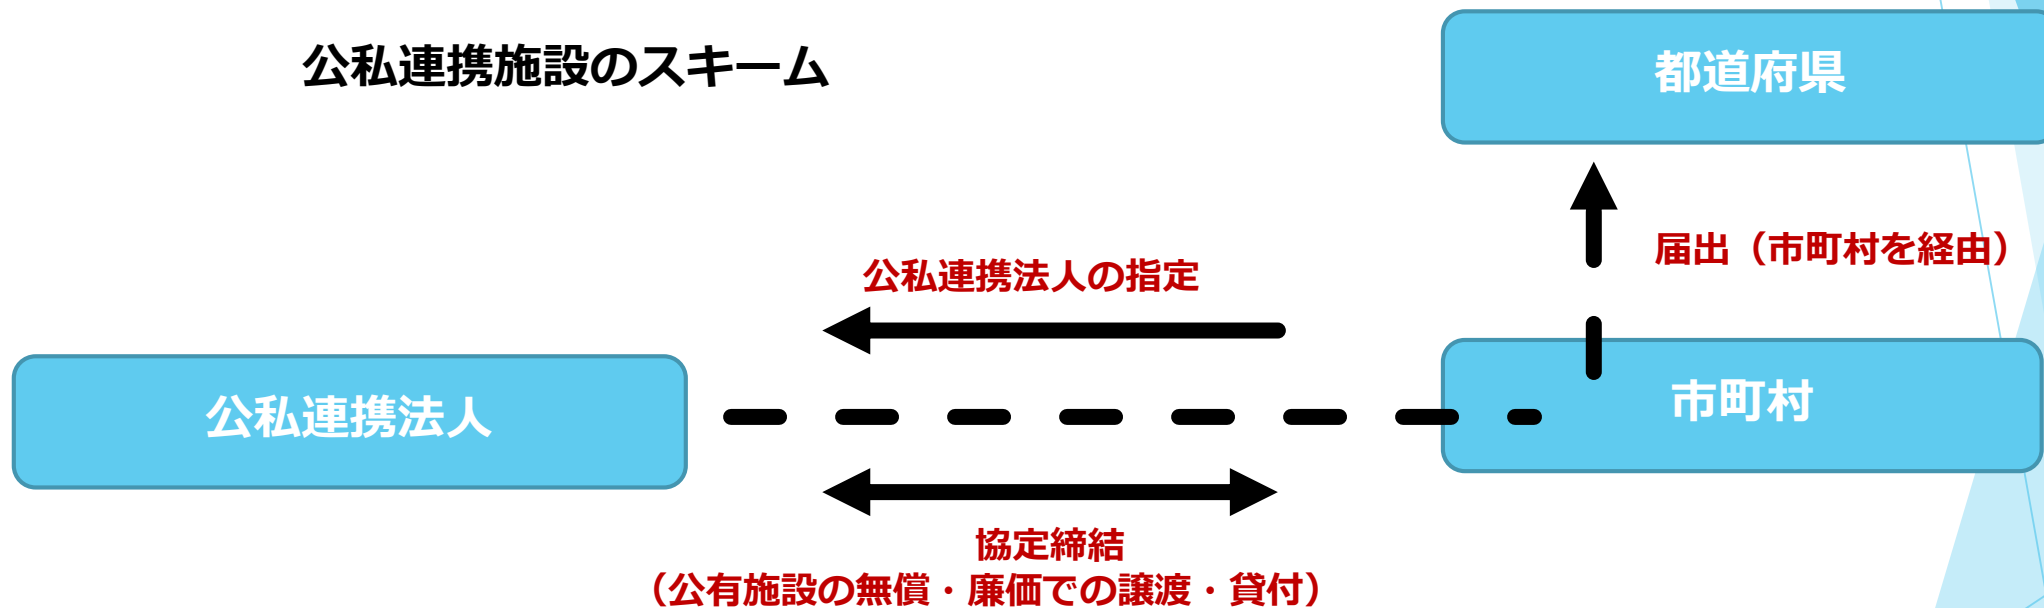 公私連携施設のスキーム
都道府県
届出（市町村を経由）
公私連携法人の指定
公私連携法人
市町村
協定締結
（公有施設の無償・廉価での譲渡・貸付）